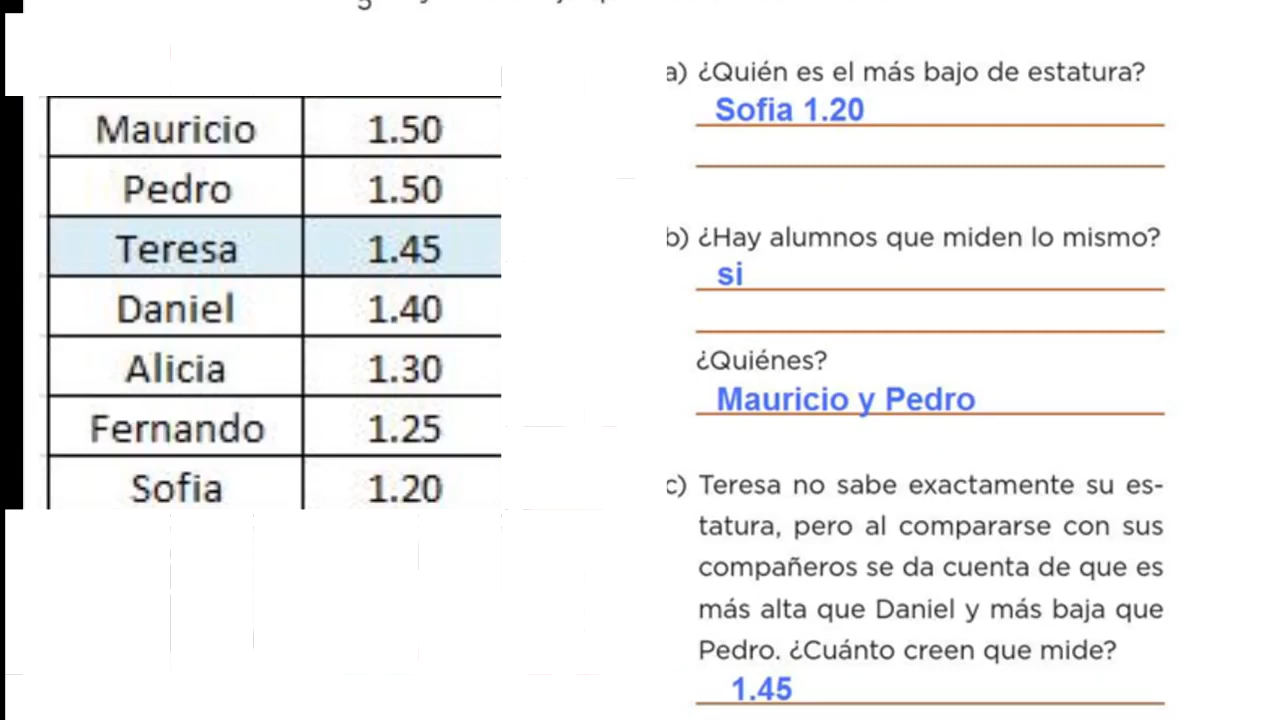 Mauricio 1.50
Pedro 1.50
Teresa 1.45
Daniel 1.40
Alicia 1.30
Fernando 1.25
Sofia 1.20
a) ¿Quién es el más bajo de estatura?
Sofia 1.20
b) ¿Hay alumnos que miden lo mismo?
si
¿Quiénes?
Mauricio y Pedro
c) Teresa no sabe exactamente su es-
tatura, pero al compararse con sus
compañeros se da cuenta de que es
más alta que Daniel y más baja que
Pedro. ¿Cuánto creen que mide?
1.45